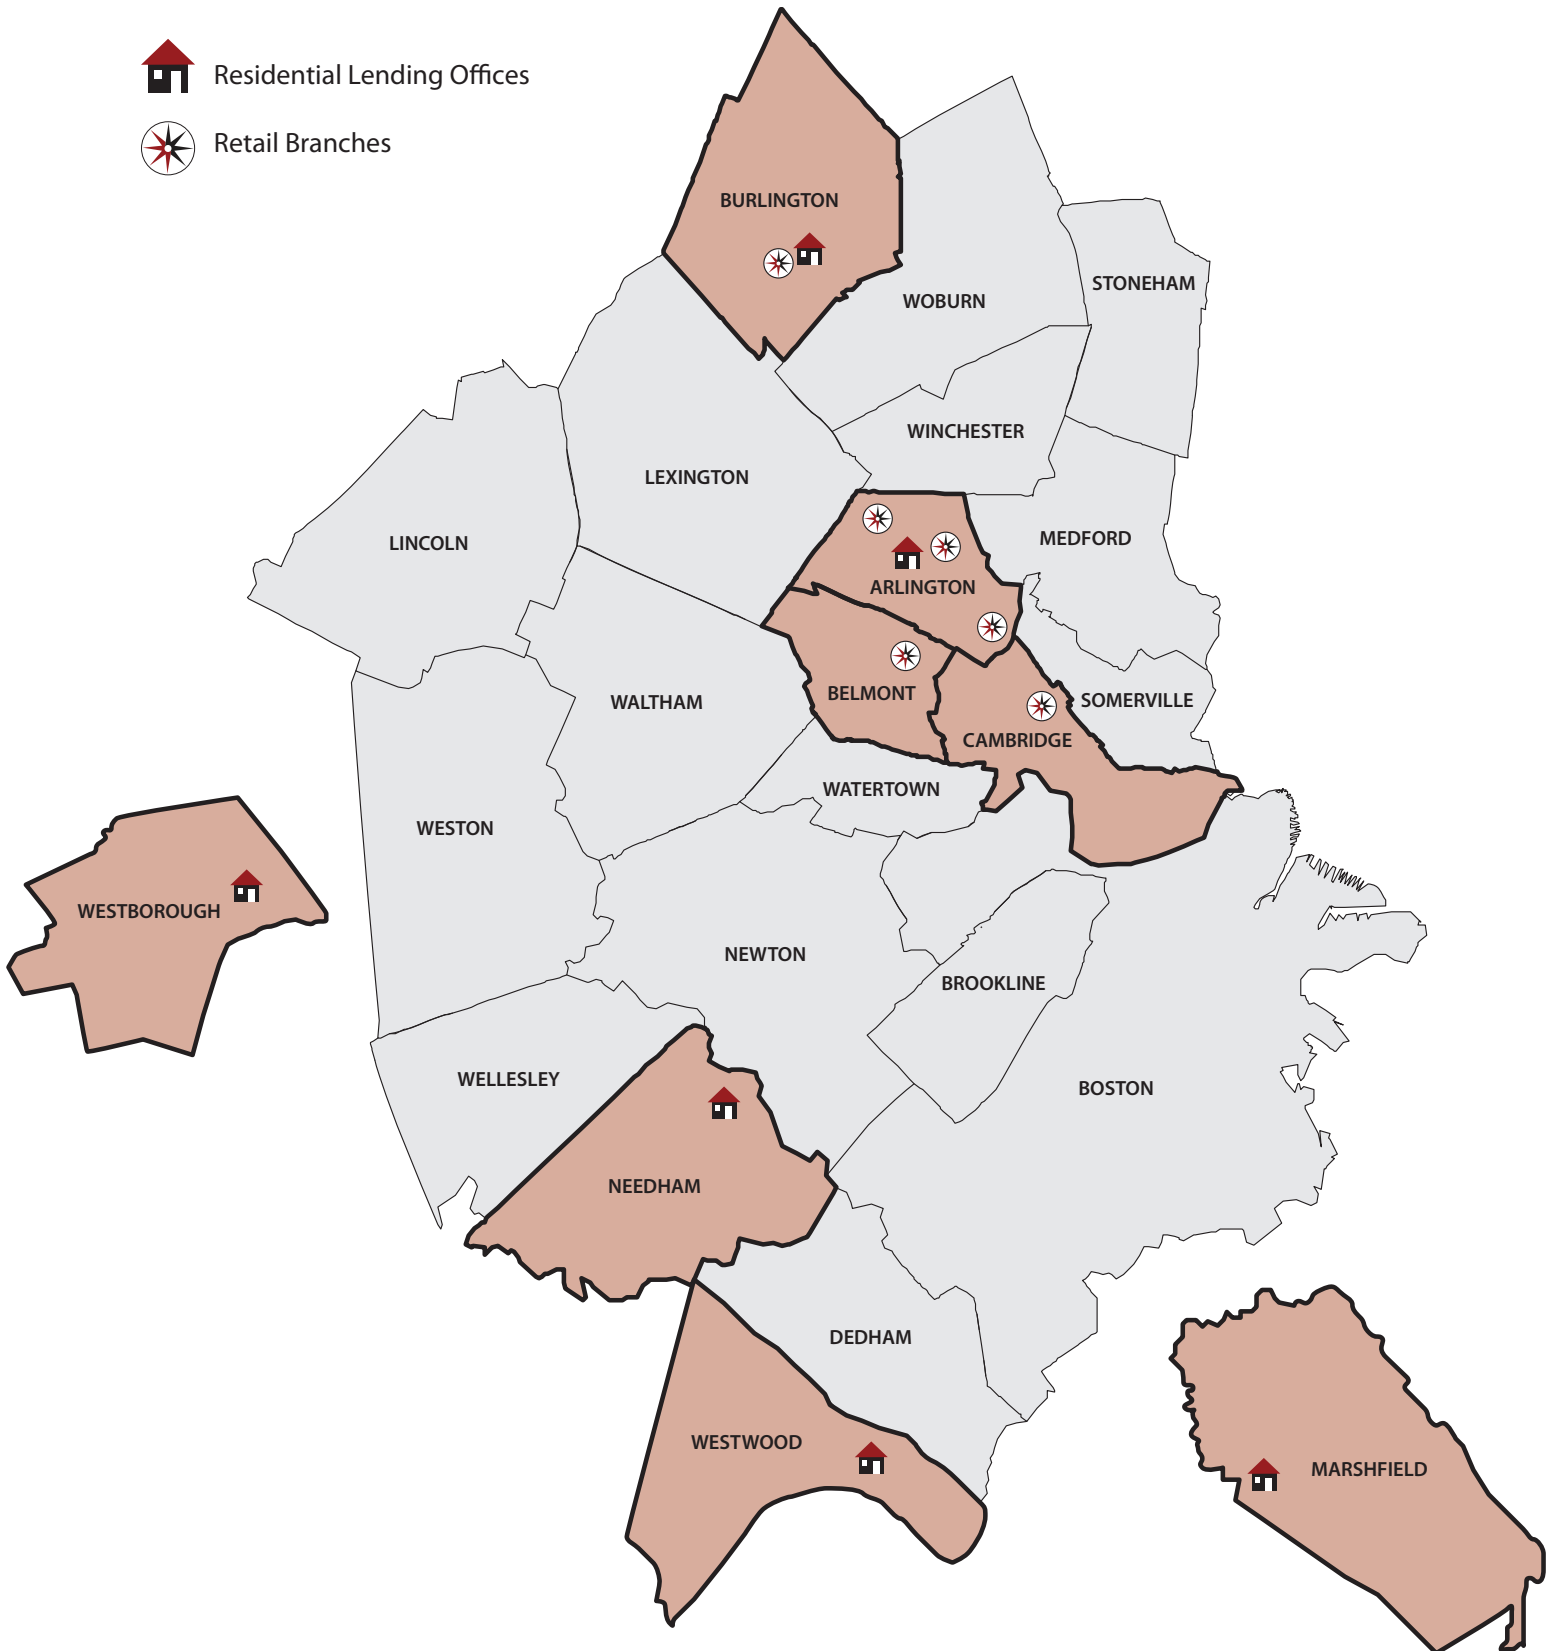 Residential Lending Offices
Retail Branches
BURLINGTON
STONEHAM
WOBURN
WINCHESTER
LEXINGTON
MEDFORD
LINCOLN
ARLINGTON
BELMONT
SOMERVILLE
WALTHAM
CAMBRIDGE
WATERTOWN
WESTON
WESTBOROUGH
NEWTON
BROOKLINE
WELLESLEY
BOSTON
NEEDHAM
DEDHAM
WESTWOOD
MARSHFIELD